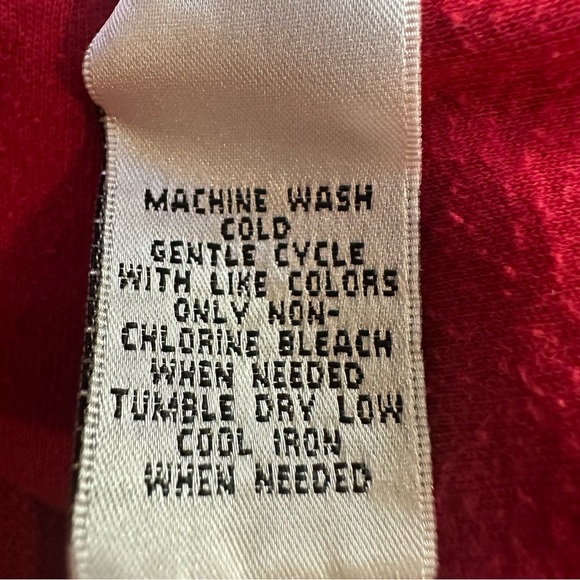 MACHINE WASH
COLD
GENTLE CYCLE
WITH LIKE COLORS
ONLY NON-
CHLORINE BLEACH
WHEN NEEDED
TUMBLE DRY LOW
COOL IRON
WHEN NEEDED